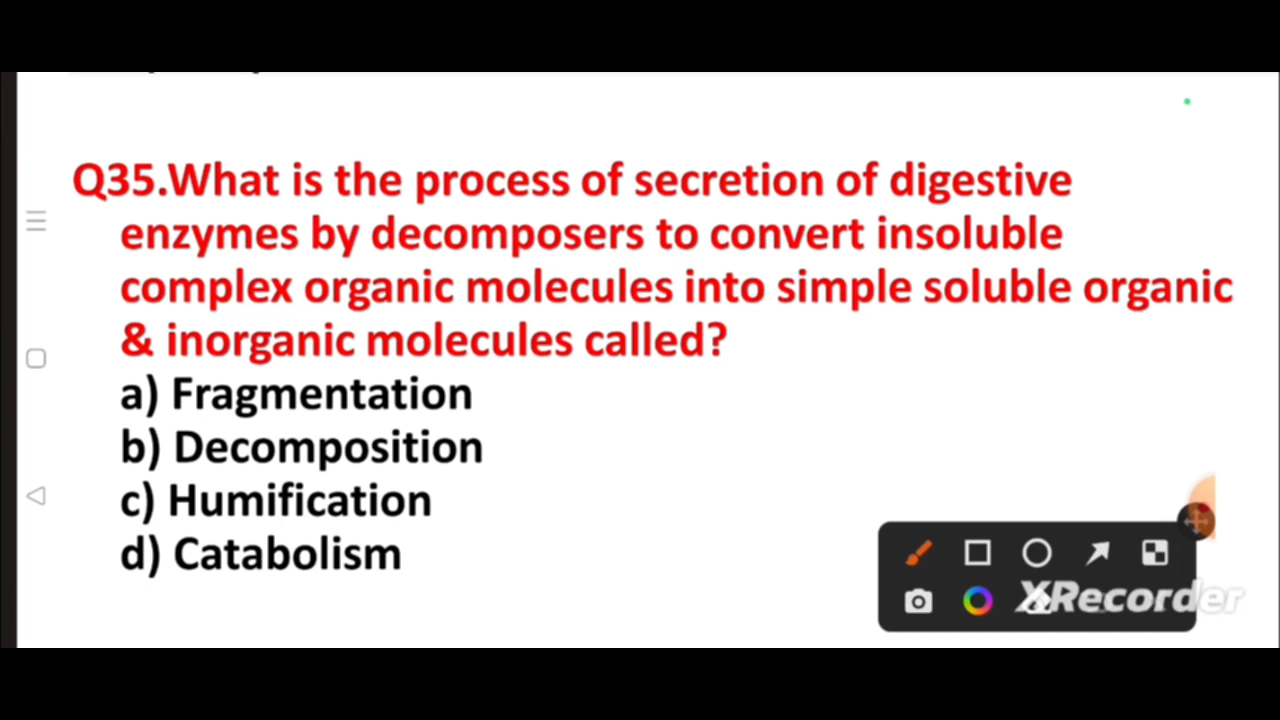 Q35.What is the process of secretion of digestive
enzymes by decomposers to convert insoluble
complex organic molecules into simple soluble organic
& inorganic molecules called?
a) Fragmentation
b) Decomposition
c) Humification
d) Catabolism
XRecorder